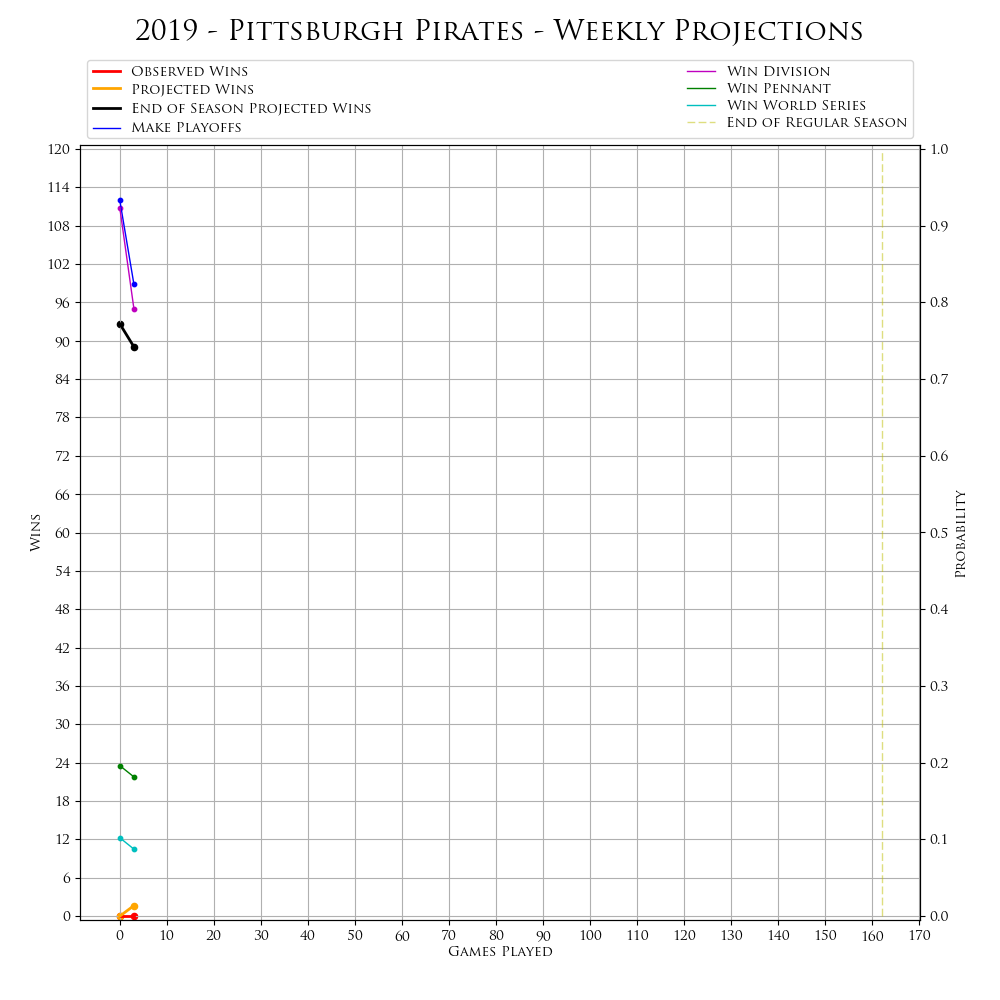 2019 - Pittsburgh Pirates - Weekly Projections
Observed Wins
Projected Wins
End of Season Projected Wins
Make Playoffs
Win Division
Win Pennant
Win World Series
End of Regular Season
120
114
108
102
96
90
84
78
72
66
60
54
48
42
36
30
24
18
12
6
0
Wins
1.0
0.9
0.8
0.7
0.6
0.5
0.4
0.3
0.2
0.1
0.0
Probability
0 10 20 30 40 50 60 70 80 90 100 110 120 130 140 150 160 170
Games Played